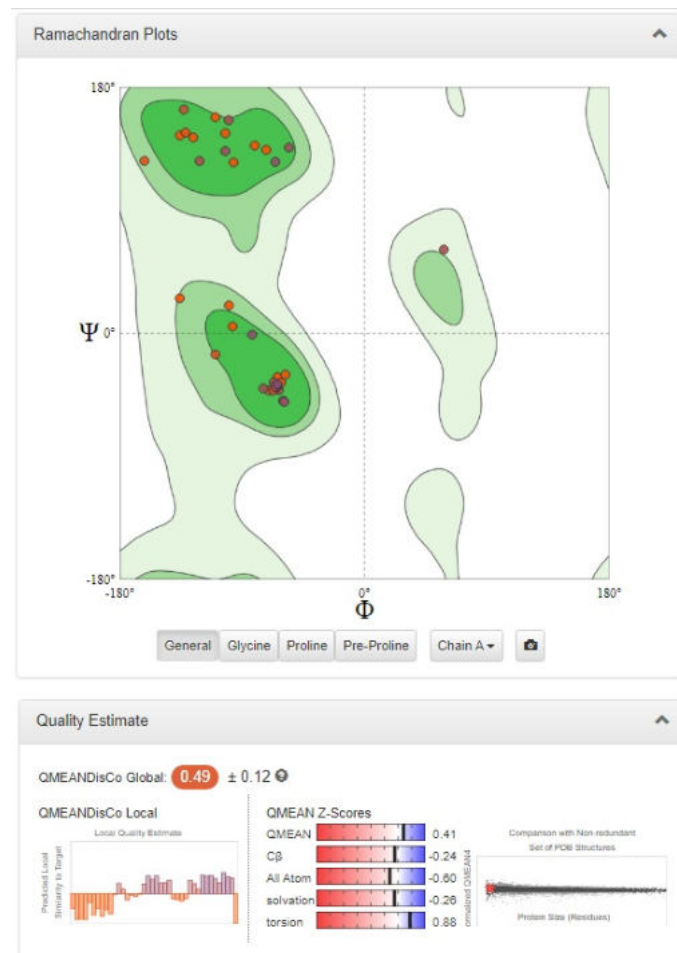 Ramachandran Plots
180°
Ψ 0°
-180°
-180° 0° 180°
Φ
General Glycine Proline Pre-Proline Chain A
Quality Estimate
QMEANDisCo Global: 0.49 ± 0.12
QMEANDisCo Local
Local Quality Estimate
Predicted Local
Similarity to Target
QMEAN Z-Scores
QMEAN 0.41
Cβ -0.24
All Atom -0.60
solvation -0.26
torsion 0.88
Comparison with Non-redundant
Set of PDB Structures
ormalized QMEAN4
Protein Size (Residues)